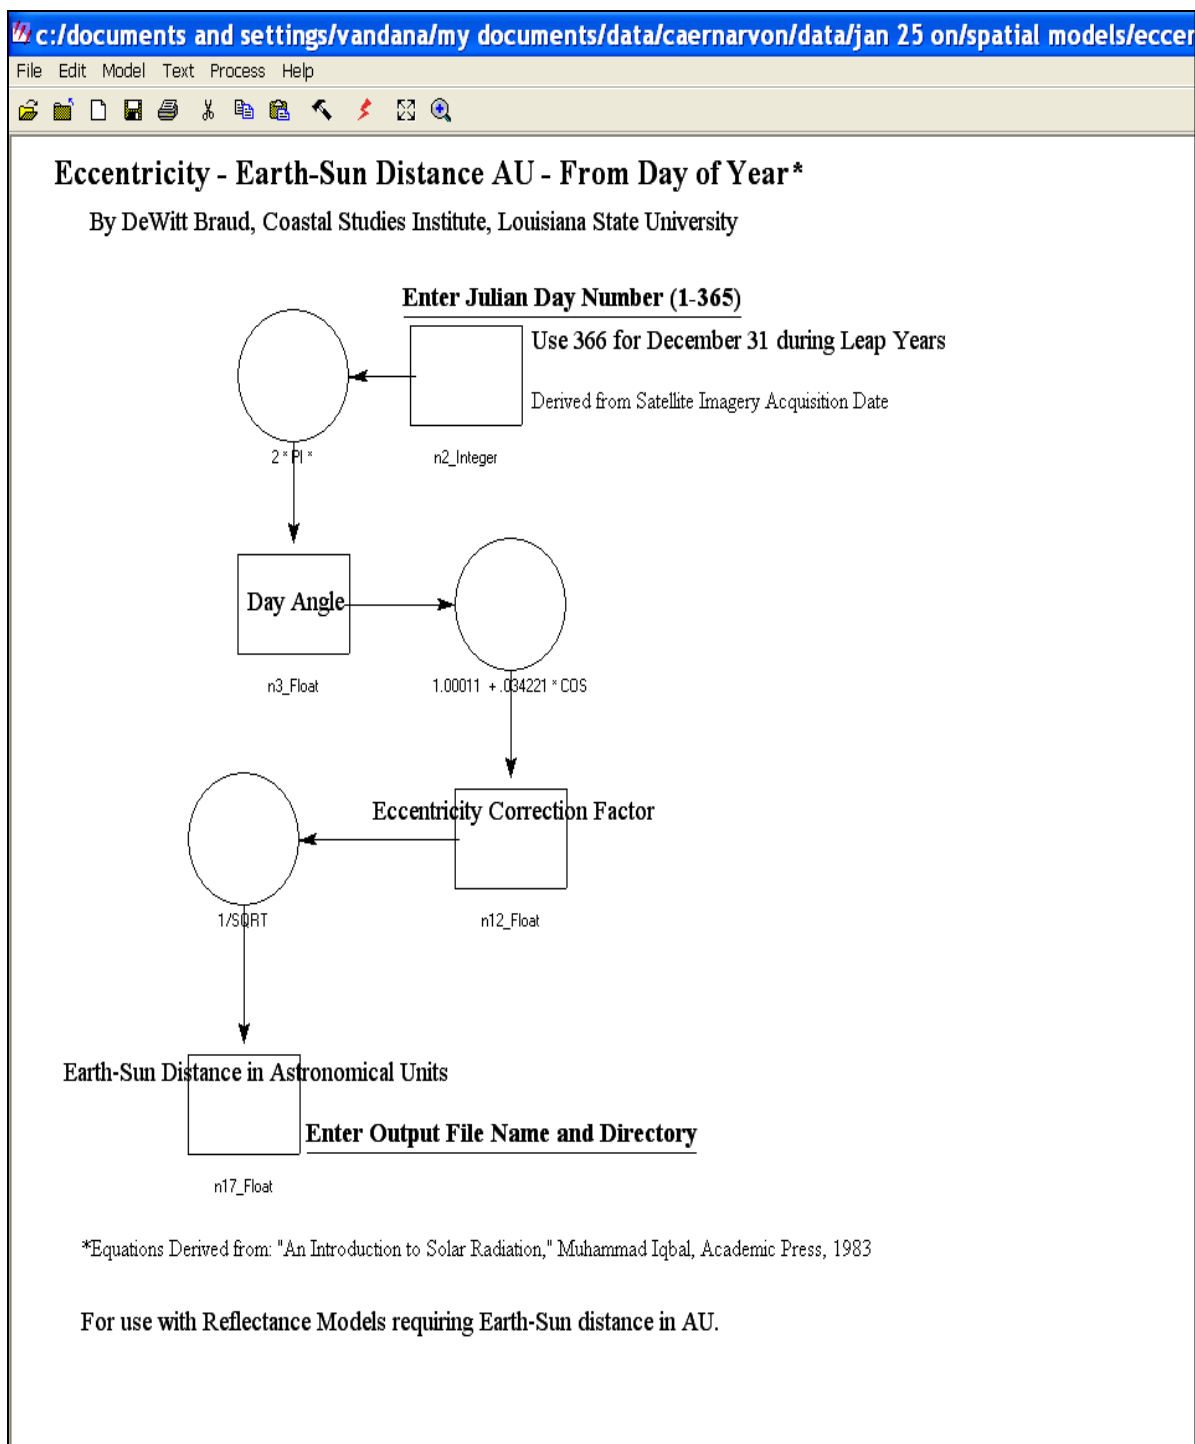 c:/documents and settings/vandana/my documents/data/caernarvon/data/jan 25 on/spatial models/eccer
File Edit Model Text Process Help
Eccentricity - Earth-Sun Distance AU - From Day of Year*
By DeWitt Braud, Coastal Studies Institute, Louisiana State University
Enter Julian Day Number (1-365)
Use 366 for December 31 during Leap Years
Derived from Satellite Imagery Acquisition Date
2 * PI *
n2_Integer
Day Angle
n3_Float
1.00011 + .034221 * COS
Eccentricity Correction Factor
1/SQRT
n12_Float
Earth-Sun Distance in Astronomical Units
Enter Output File Name and Directory
n17_Float
*Equations Derived from: "An Introduction to Solar Radiation," Muhammad Iqbal, Academic Press, 1983
For use with Reflectance Models requiring Earth-Sun distance in AU.